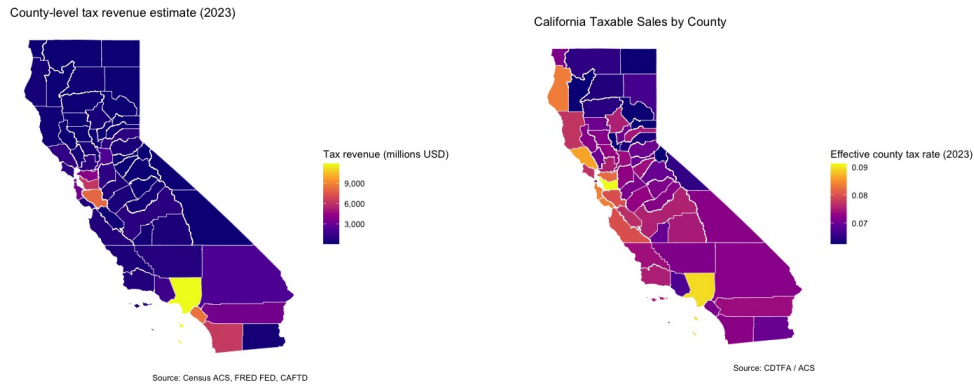 County-level tax revenue estimate (2023)
Tax revenue (millions USD)
9,000
6,000
3,000
Source: Census ACS, FRED FED, CAFTD
California Taxable Sales by County
Effective county tax rate (2023)
0.09
0.08
0.07
Source: CDTFA / ACS